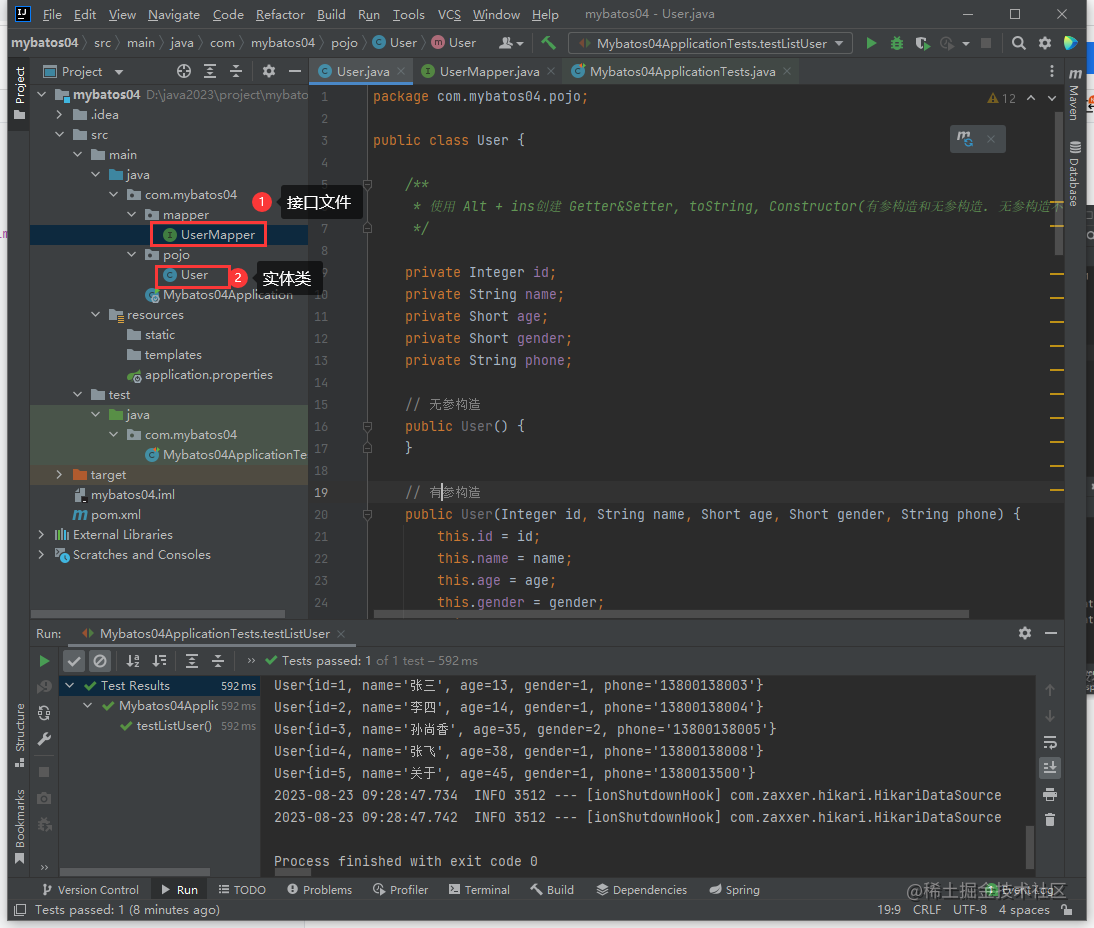 File Edit View Navigate Code Refactor Build Run Tools VCS Window Help mybatos04 - User.java
mybatos04 src main java com mybatos04 pojo User User Mybatos04ApplicationTests.testListUser
Project
Project
User.java UserMapper.java Mybatos04ApplicationTests.java
mybatos04 D:\java2023\project\mybato
.idea
src
main
java
com.mybatos04
mapper
1 接口文件
UserMapper
pojo
User
2 实体类
Mybatos04Application
resources
static
templates
application.properties
test
java
com.mybatos04
Mybatos04ApplicationTe
target
mybatos04.iml
pom.xml
External Libraries
Scratches and Consoles
12
1 package com.mybatos04.pojo;
2
3 public class User {
4
5 /**
6 * 使用 Alt + ins创建 Getter&Setter, toString, Constructor(有参构造和无参构造. 无参构造不
7 */
8
9 private Integer id;
10 private String name;
11 private Short age;
12 private Short gender;
13 private String phone;
14
15 // 无参构造
16 public User() {
17 }
18
19 // 有参构造
20 public User(Integer id, String name, Short age, Short gender, String phone) {
21 this.id = id;
22 this.name = name;
23 this.age = age;
24 this.gender = gender;
Maven
Database
Run: Mybatos04ApplicationTests.testListUser
Tests passed: 1 of 1 test – 592 ms
Test Results 592 ms
Mybatos04Applic 592 ms
testListUser() 592 ms
User{id=1, name='张三', age=13, gender=1, phone='13800138003'}
User{id=2, name='李四', age=14, gender=1, phone='13800138004'}
User{id=3, name='孙尚香', age=35, gender=2, phone='13800138005'}
User{id=4, name='张飞', age=38, gender=1, phone='13800138008'}
User{id=5, name='关于', age=45, gender=1, phone='1380013500'}
2023-08-23 09:28:47.734 INFO 3512 --- [ionShutdownHook] com.zaxxer.hikari.HikariDataSource
2023-08-23 09:28:47.742 INFO 3512 --- [ionShutdownHook] com.zaxxer.hikari.HikariDataSource
Process finished with exit code 0
Structure
Bookmarks
Version Control Run TODO Problems Profiler Terminal Build Dependencies Spring Event Log
@稀土掘金技术社区
Tests passed: 1 (8 minutes ago) 19:9 CRLF UTF-8 4 spaces